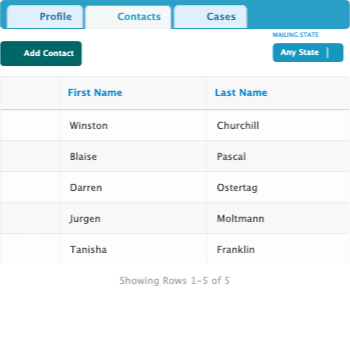 Profile Contacts Cases
MAILING STATE
Add Contact Any State
First Name Last Name
Winston Churchill
Blaise Pascal
Darren Ostertag
Jurgen Moltmann
Tanisha Franklin
Showing Rows 1-5 of 5